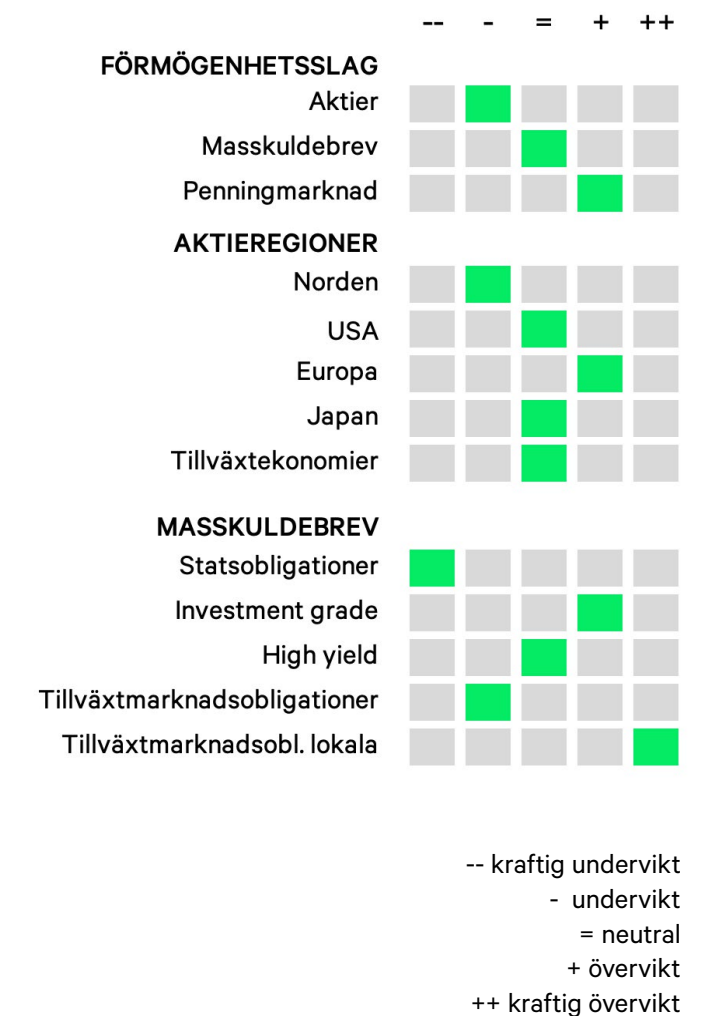 -- - = + ++
FÖRMÖGENHETSSLAG
Aktier
Masskuldebrev
Penningmarknad
AKTIEREGIONER
Norden
USA
Europa
Japan
Tillväxtekonomier
MASSKULDEBREV
Statsobligationer
Investment grade
High yield
Tillväxtmarknadsobligationer
Tillväxtmarknadsobl. lokala
-- kraftig undervikt
- undervikt
= neutral
+ övervikt
++ kraftig övervikt